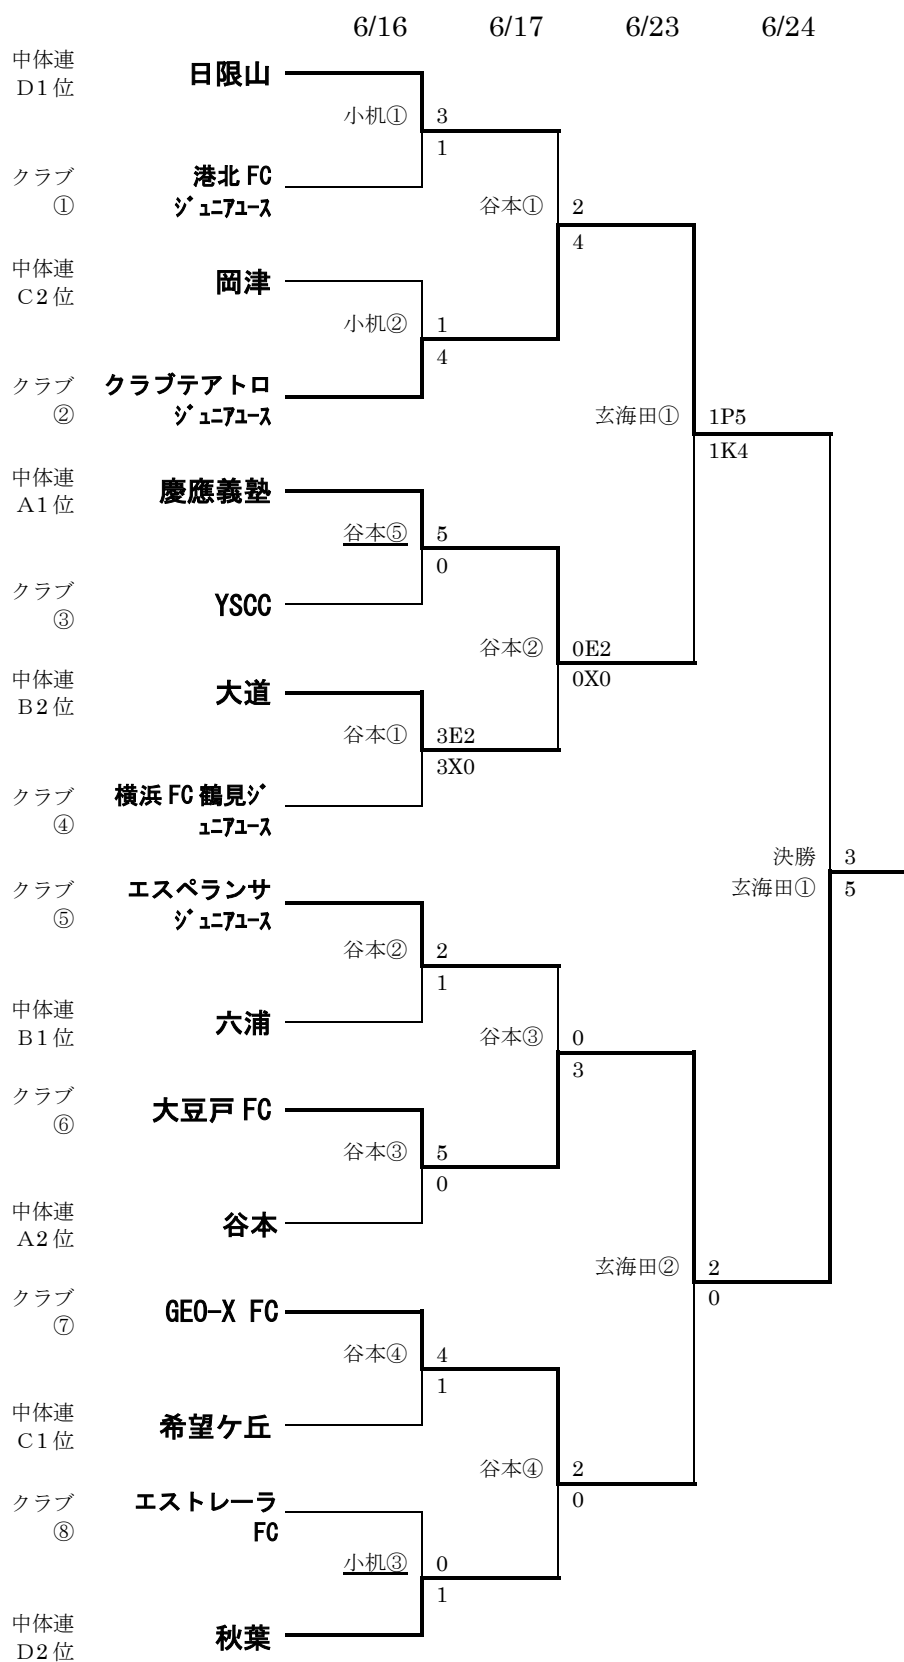 6/16 6/17 6/23 6/24
中体連
D1位
日限山
小机①
3
1
クラブ
①
港北 FC
ジュニアユース
谷本①
2
4
中体連
C2位
岡津
小机②
1
4
クラブ
②
クラブテアトロ
ジュニアユース
玄海田①
1P5
1K4
中体連
A1位
慶應義塾
谷本⑤
5
0
クラブ
③
YSCC
谷本②
0E2
0X0
中体連
B2位
大道
谷本①
3E2
3X0
クラブ
④
横浜 FC 鶴見ジ
ュニアユース
決勝
玄海田①
3
5
クラブ
⑤
エスペランサ
ジュニアユース
谷本②
2
1
中体連
B1位
六浦
谷本③
0
3
クラブ
⑥
大豆戸 FC
谷本③
5
0
中体連
A2位
谷本
玄海田②
2
0
クラブ
⑦
GEO-X FC
谷本④
4
1
中体連
C1位
希望ケ丘
谷本④
2
0
クラブ
⑧
エストレーラ
FC
小机③
0
1
中体連
D2位
秋葉